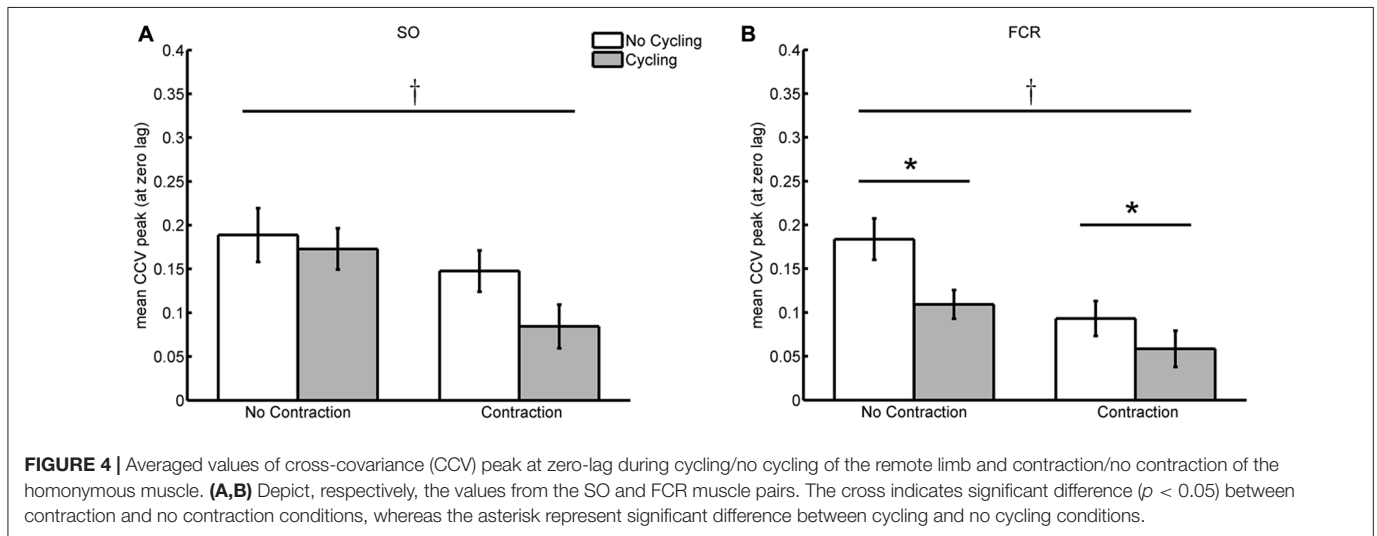 A
SO
No Cycling
Cycling
mean CCV peak (at zero lag)
0.4
0.35
0.3
0.25
0.2
0.15
0.1
0.05
0
†
No Contraction
Contraction
B
FCR
mean CCV peak (at zero lag)
0.4
0.35
0.3
0.25
0.2
0.15
0.1
0.05
0
†
*
*
No Contraction
Contraction
FIGURE 4 | Averaged values of cross-covariance (CCV) peak at zero-lag during cycling/no cycling of the remote limb and contraction/no contraction of the
homonymous muscle. (A,B) Depict, respectively, the values from the SO and FCR muscle pairs. The cross indicates significant difference (p < 0.05) between
contraction and no contraction conditions, whereas the asterisk represent significant difference between cycling and no cycling conditions.